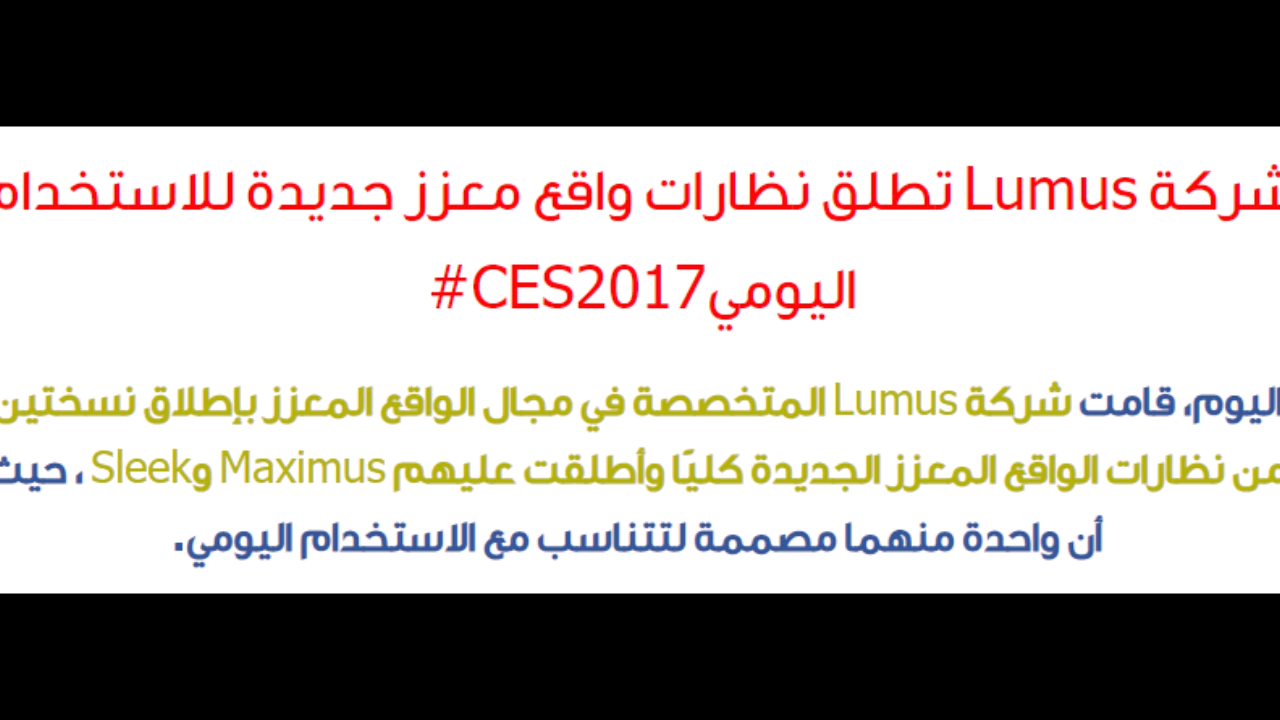 شركة Lumus تطلق نظارات واقع معزز جديدة للاستخدام
اليومي#CES2017
اليوم، قامت شركة Lumus المتخصصة في مجال الواقع المعزز بإطلاق نسختين
من نظارات الواقع المعزز الجديدة كليًا وأطلقت عليهم Maximus وSleek ، حيث
أن واحدة منهما مصممة لتتناسب مع الاستخدام اليومي.